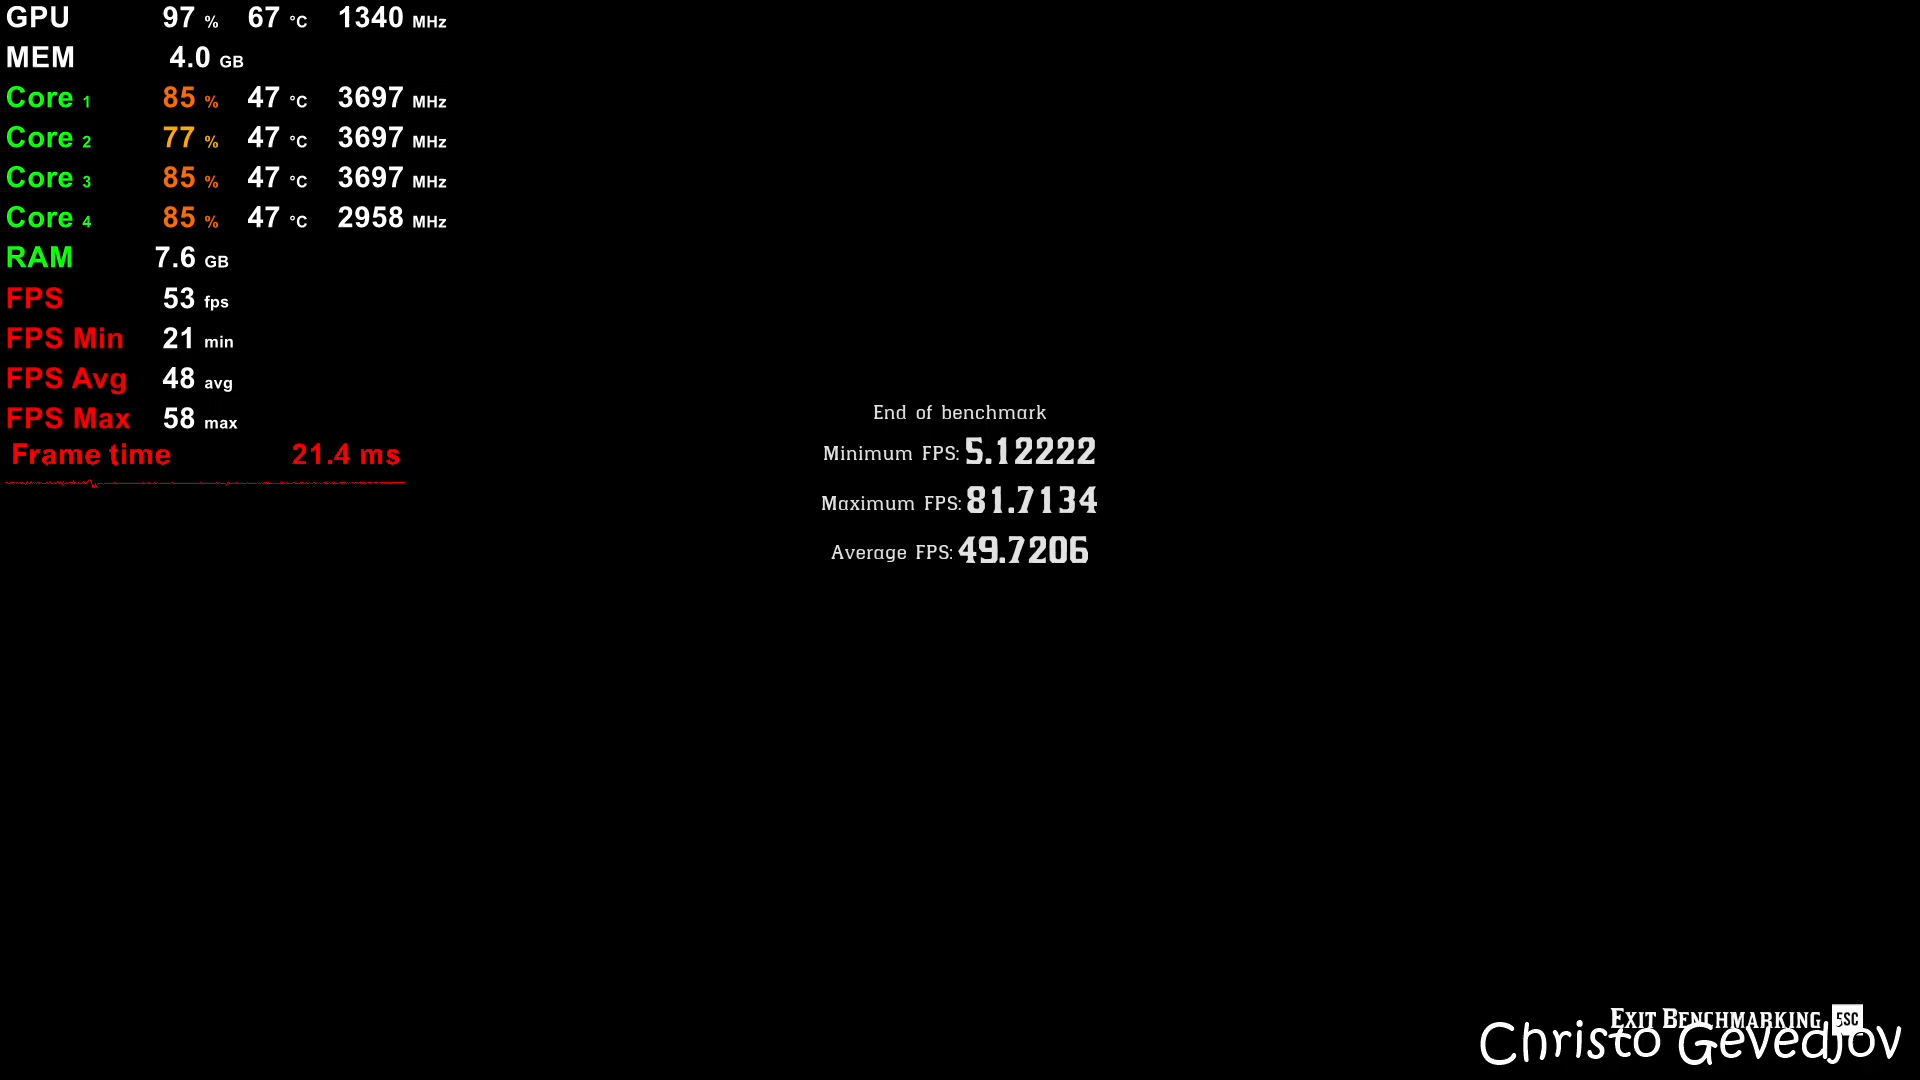 GPU 97 % 67 °C 1340 MHz
MEM 4.0 GB
Core 1 85 % 47 °C 3697 MHz
Core 2 77 % 47 °C 3697 MHz
Core 3 85 % 47 °C 3697 MHz
Core 4 85 % 47 °C 2958 MHz
RAM 7.6 GB
FPS 53 fps
FPS Min 21 min
FPS Avg 48 avg
FPS Max 58 max
Frame time 21.4 ms
End of benchmark
Minimum FPS: 5.12222
Maximum FPS: 81.7134
Average FPS: 49.7206
Exit Benchmarking ESC
Christo Gevedjov